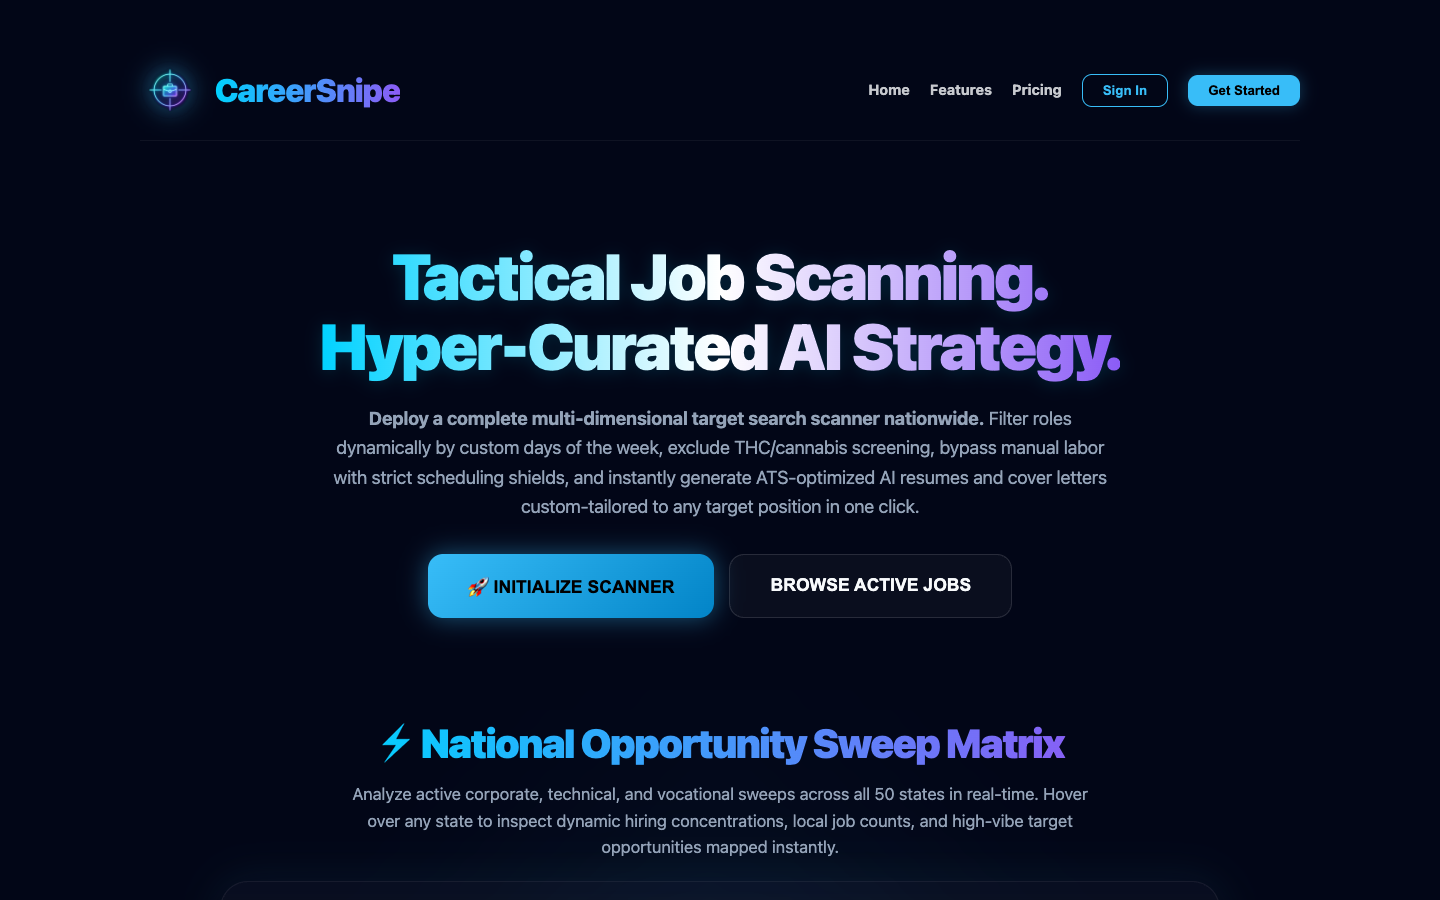 CareerSnipe
Home
Features
Pricing
Sign In
Get Started
Tactical Job Scanning.
Hyper-Curated AI Strategy.
Deploy a complete multi-dimensional target search scanner nationwide. Filter roles
dynamically by custom days of the week, exclude THC/cannabis screening, bypass manual labor
with strict scheduling shields, and instantly generate ATS-optimized AI resumes and cover letters
custom-tailored to any target position in one click.
🚀 INITIALIZE SCANNER
BROWSE ACTIVE JOBS
⚡ National Opportunity Sweep Matrix
Analyze active corporate, technical, and vocational sweeps across all 50 states in real-time. Hover
over any state to inspect dynamic hiring concentrations, local job counts, and high-vibe target
opportunities mapped instantly.